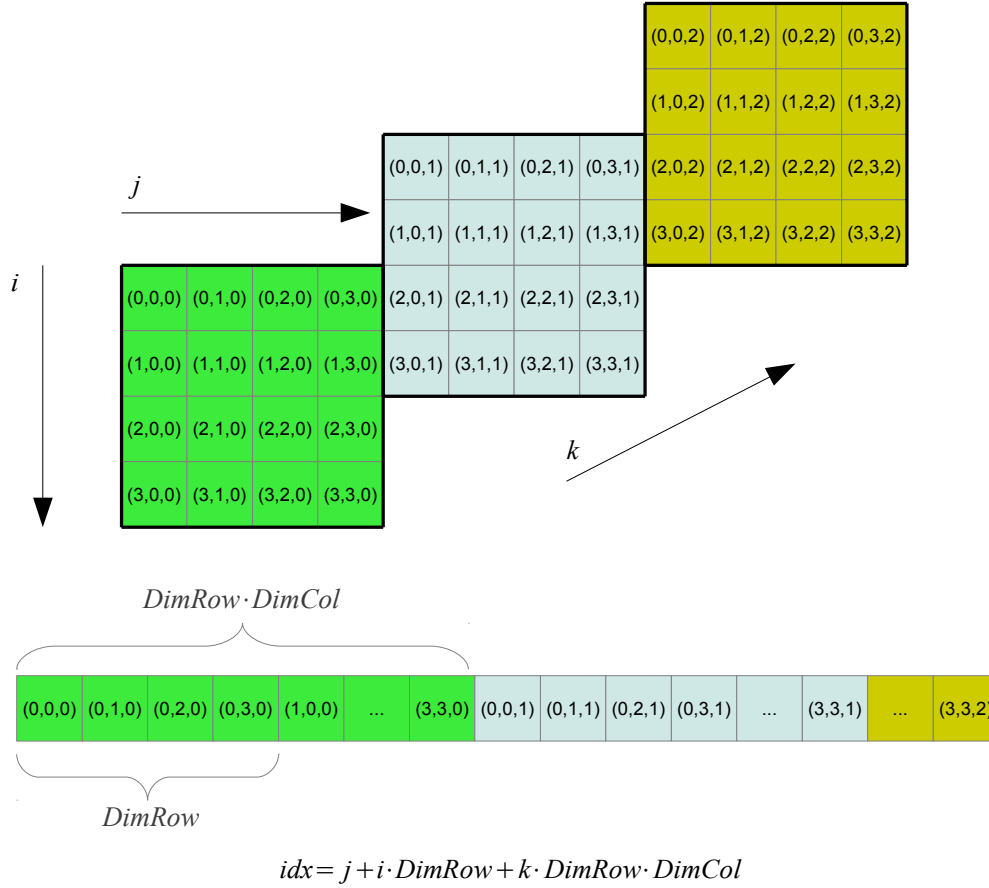 (0,0,2) (0,1,2) (0,2,2) (0,3,2)
(1,0,2) (1,1,2) (1,2,2) (1,3,2)
(2,0,2) (2,1,2) (2,2,2) (2,3,2)
(3,0,2) (3,1,2) (3,2,2) (3,3,2)
(0,0,1) (0,1,1) (0,2,1) (0,3,1)
(1,0,1) (1,1,1) (1,2,1) (1,3,1)
(2,0,1) (2,1,1) (2,2,1) (2,3,1)
(3,0,1) (3,1,1) (3,2,1) (3,3,1)
j
i
(0,0,0) (0,1,0) (0,2,0) (0,3,0)
(1,0,0) (1,1,0) (1,2,0) (1,3,0)
(2,0,0) (2,1,0) (2,2,0) (2,3,0)
(3,0,0) (3,1,0) (3,2,0) (3,3,0)
k
DimRow·DimCol
(0,0,0) (0,1,0) (0,2,0) (0,3,0) (1,0,0) ... (3,3,0) (0,0,1) (0,1,1) (0,2,1) (0,3,1) ... (3,3,1) ... (3,3,2)
DimRow
idx= j+i·DimRow+k·DimRow·DimCol